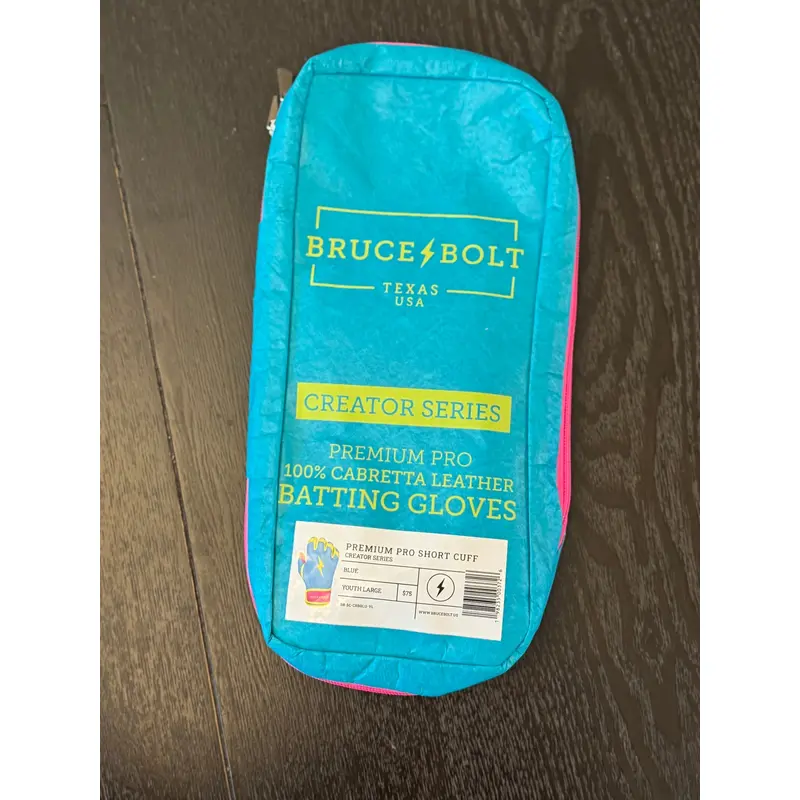 BRUCE BOLT
TEXAS
USA
CREATOR SERIES
PREMIUM PRO
100% CABRETTA LEATHER
BATTING GLOVES
PREMIUM PRO SHORT CUFF
CREATOR SERIES
BLUE
YOUTH LARGE
$75
WWW.BRUCEBOLT.US